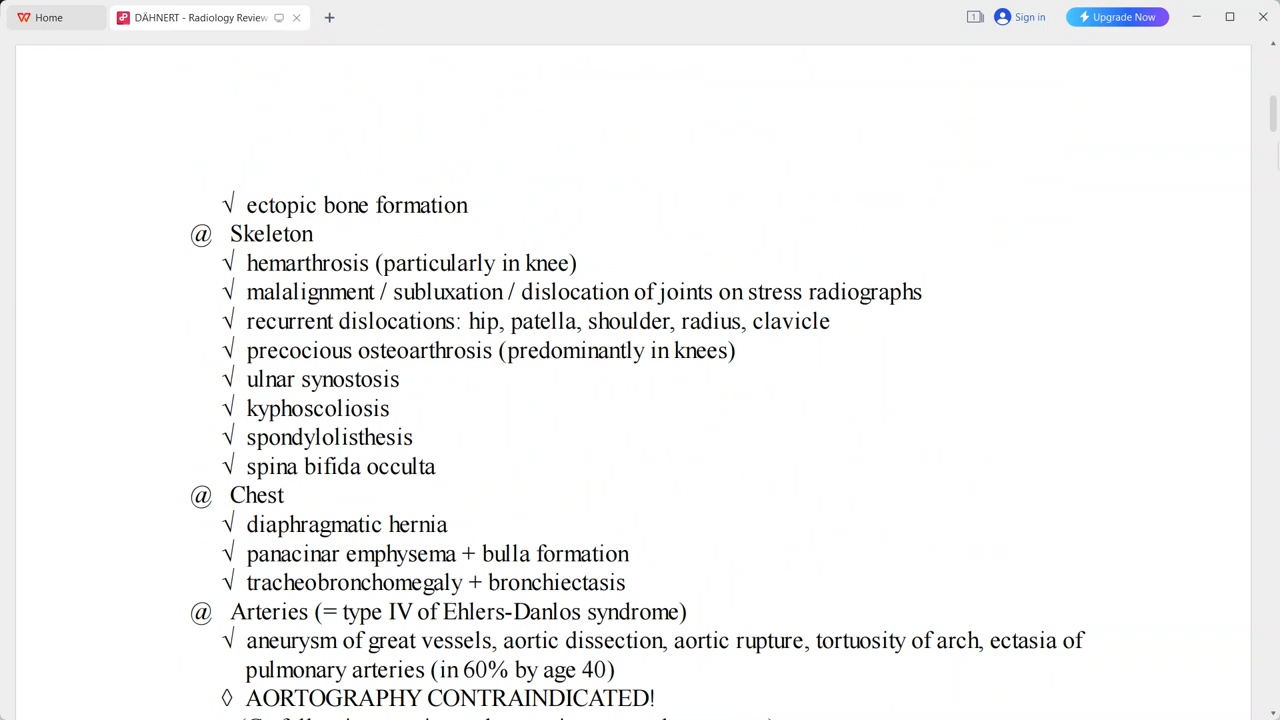 Home
DÄHNERT - Radiology Review
1
Sign in
Upgrade Now
√ ectopic bone formation
@ Skeleton
√ hemarthrosis (particularly in knee)
√ malalignment / subluxation / dislocation of joints on stress radiographs
√ recurrent dislocations: hip, patella, shoulder, radius, clavicle
√ precocious osteoarthrosis (predominantly in knees)
√ ulnar synostosis
√ kyphoscoliosis
√ spondylolisthesis
√ spina bifida occulta
@ Chest
√ diaphragmatic hernia
√ panacinar emphysema + bulla formation
√ tracheobronchomegaly + bronchiectasis
@ Arteries (= type IV of Ehlers-Danlos syndrome)
√ aneurysm of great vessels, aortic dissection, aortic rupture, tortuosity of arch, ectasia of
pulmonary arteries (in 60% by age 40)
◊ AORTOGRAPHY CONTRAINDICATED!